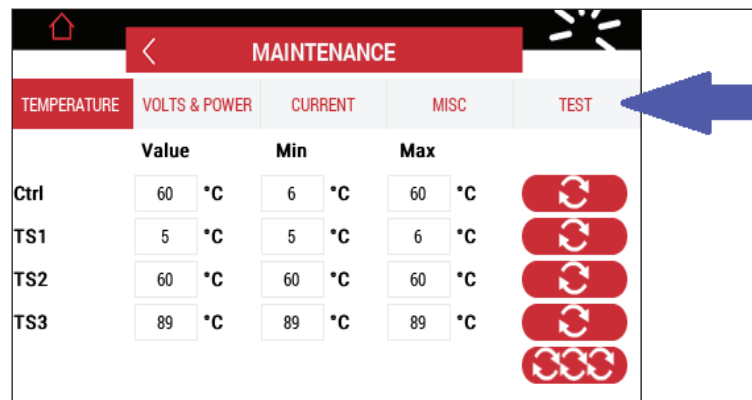 MAINTENANCE
TEMPERATURE VOLTS & POWER CURRENT MISC TEST
Value Min Max
Ctrl 60 °C 6 °C 60 °C
TS1 5 °C 5 °C 6 °C
TS2 60 °C 60 °C 60 °C
TS3 89 °C 89 °C 89 °C